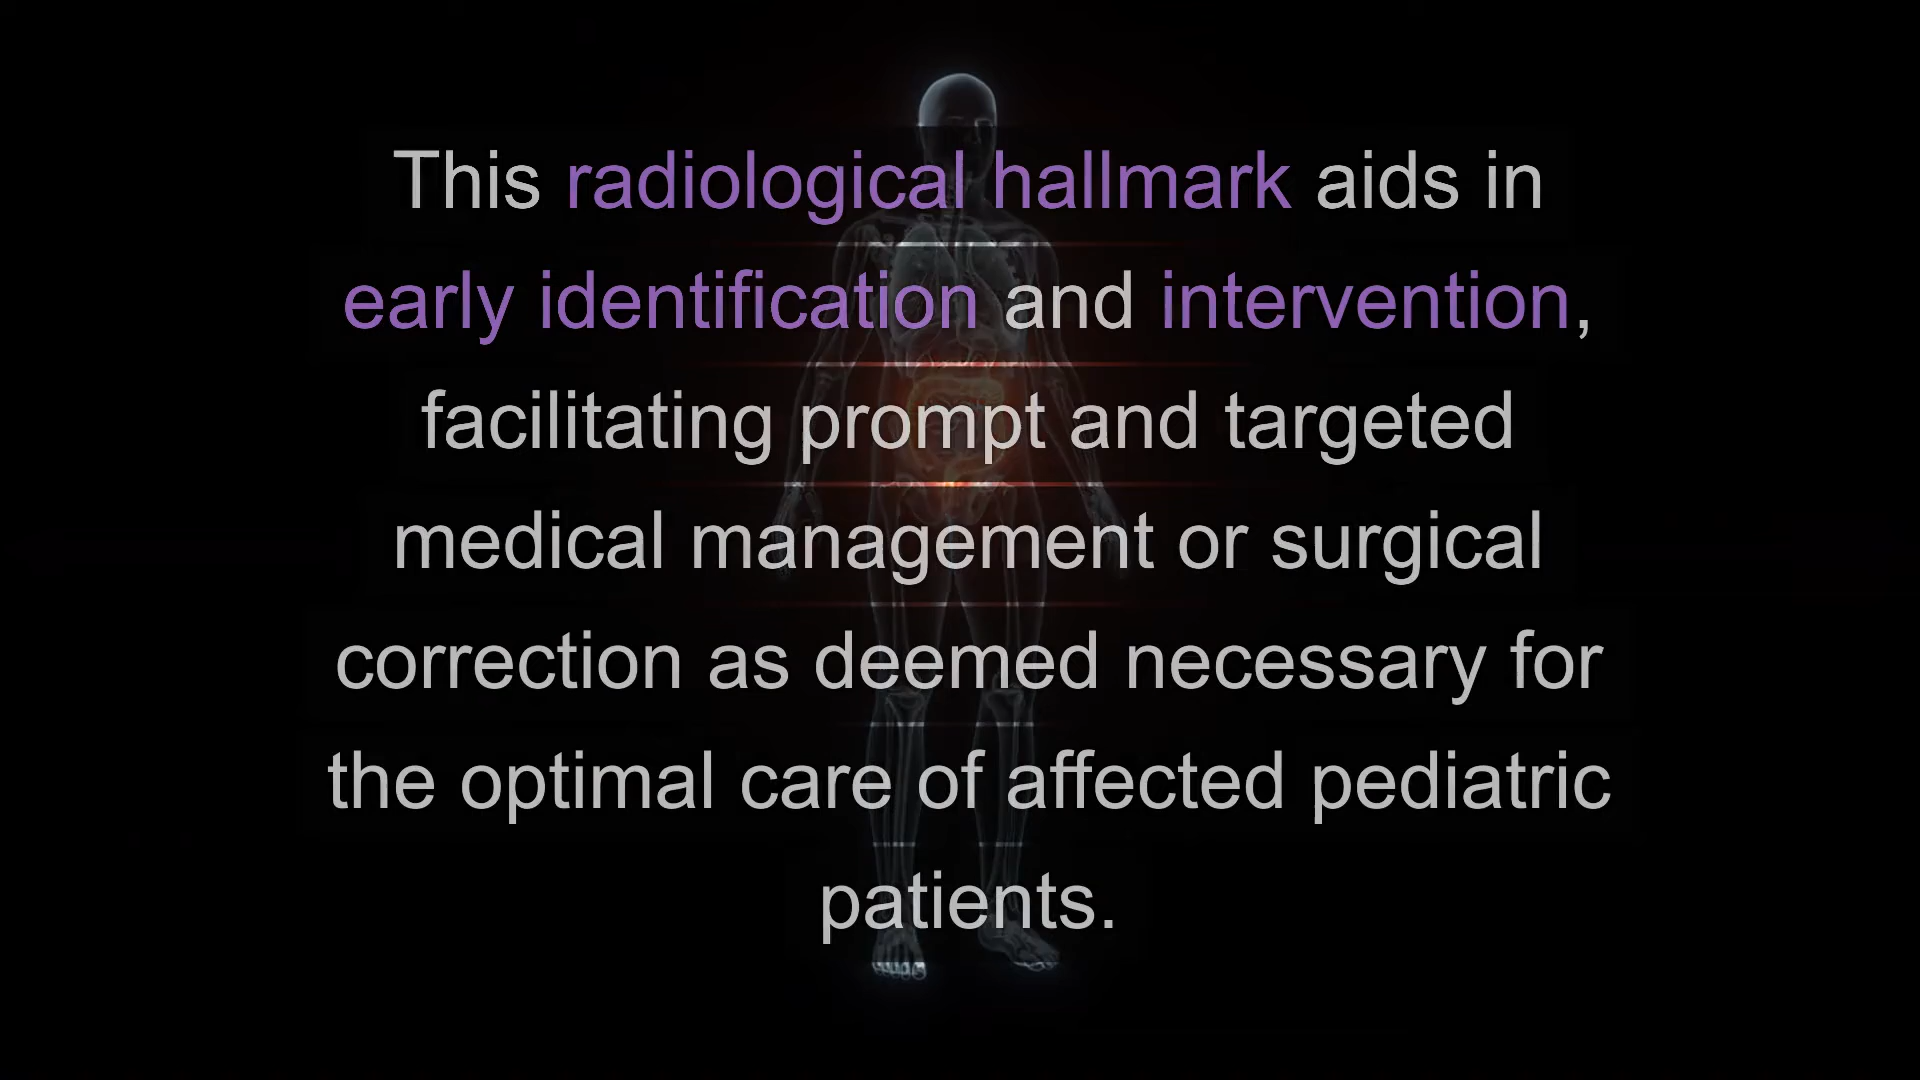 This radiological hallmark aids in
early identification and intervention,
facilitating prompt and targeted
medical management or surgical
correction as deemed necessary for
the optimal care of affected pediatric
patients.